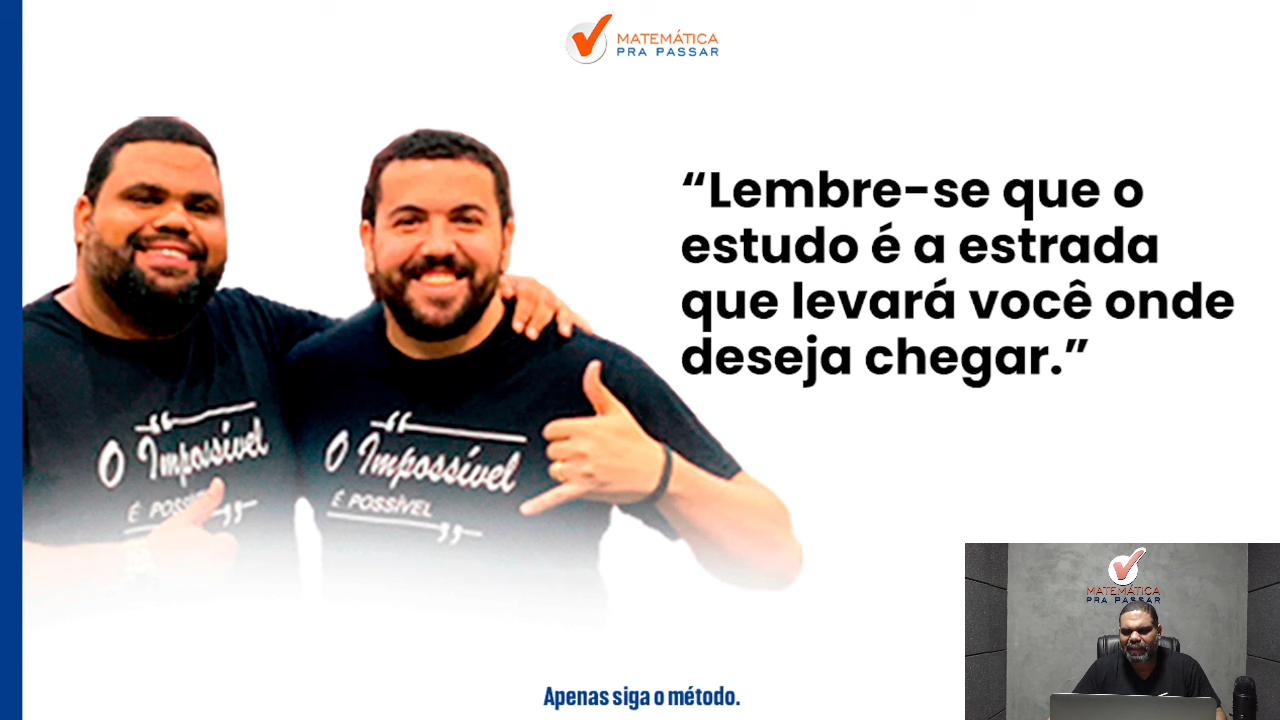 MATEMÁTICA
PRA PASSAR
“Lembre-se que o
estudo é a estrada
que levará você onde
deseja chegar.”
“
O Impossível
É POSSÍVEL
”
“
O Impossível
É POSSÍVEL
”
MATEMÁTICA
PRA PASSAR
Apenas siga o método.